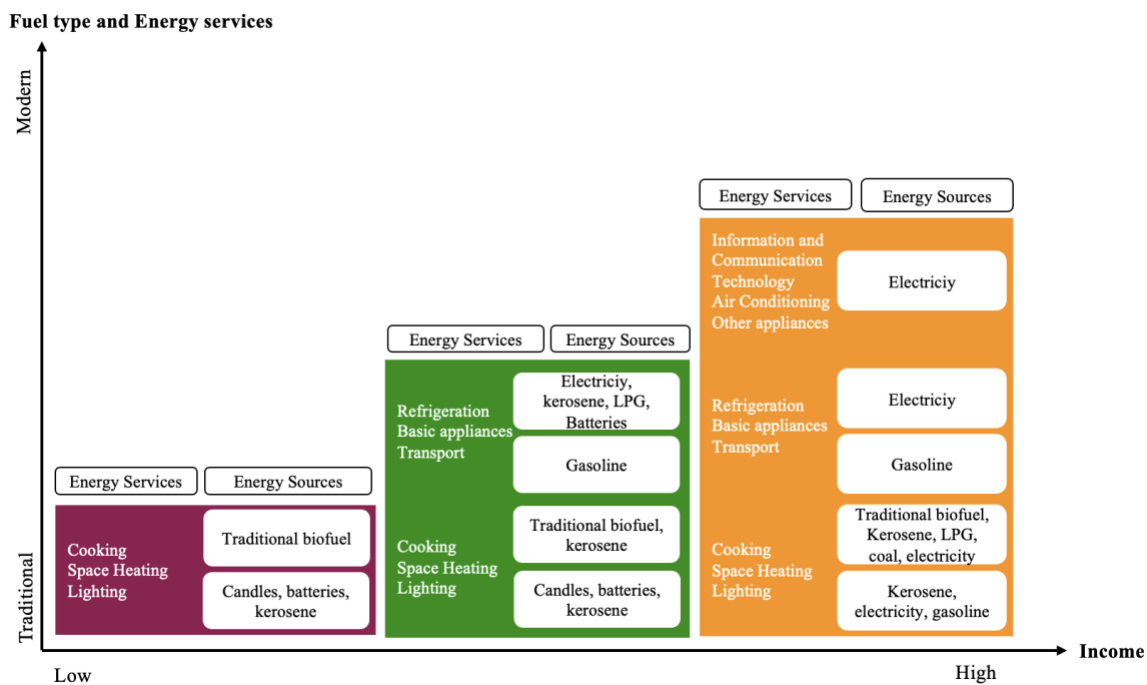 Fuel type and Energy services
Modern
Traditional
Energy Services
Energy Sources
Cooking
Space Heating
Lighting
Traditional biofuel
Candles, batteries,
kerosene
Energy Services
Energy Sources
Refrigeration
Basic appliances
Transport
Electriciy,
kerosene, LPG,
Batteries
Gasoline
Cooking
Space Heating
Lighting
Traditional biofuel,
kerosene
Candles, batteries,
kerosene
Energy Services
Energy Sources
Information and
Communication
Technology
Air Conditioning
Other appliances
Electriciy
Refrigeration
Basic appliances
Transport
Electriciy
Gasoline
Cooking
Space Heating
Lighting
Traditional biofuel,
Kerosene, LPG,
coal, electricity
Kerosene,
electricity, gasoline
Low
High
Income